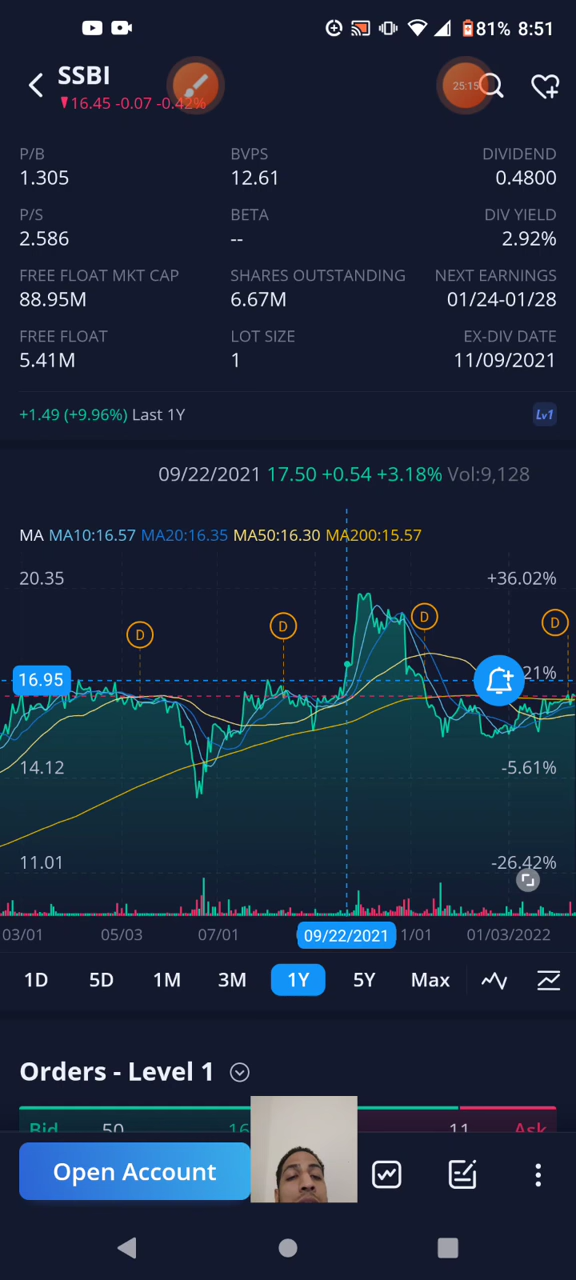 81% 8:51
SSBI
16.45 -0.07 -0.42%
25:15
P/B BVPS DIVIDEND
1.305 12.61 0.4800
P/S BETA DIV YIELD
2.586 -- 2.92%
FREE FLOAT MKT CAP SHARES OUTSTANDING NEXT EARNINGS
88.95M 6.67M 01/24-01/28
FREE FLOAT LOT SIZE EX-DIV DATE
5.41M 1 11/09/2021
+1.49 (+9.96%) Last 1Y Lv1
09/22/2021 17.50 +0.54 +3.18% Vol:9,128
MA MA10:16.57 MA20:16.35 MA50:16.30 MA200:15.57
20.35 +36.02%
D D D D
16.95 21%
14.12 -5.61%
11.01 -26.42%
03/01 05/03 07/01 09/22/2021 1/01 01/03/2022
1D 5D 1M 3M 1Y 5Y Max
Orders - Level 1
Bid 50 16 11 Ask
Open Account